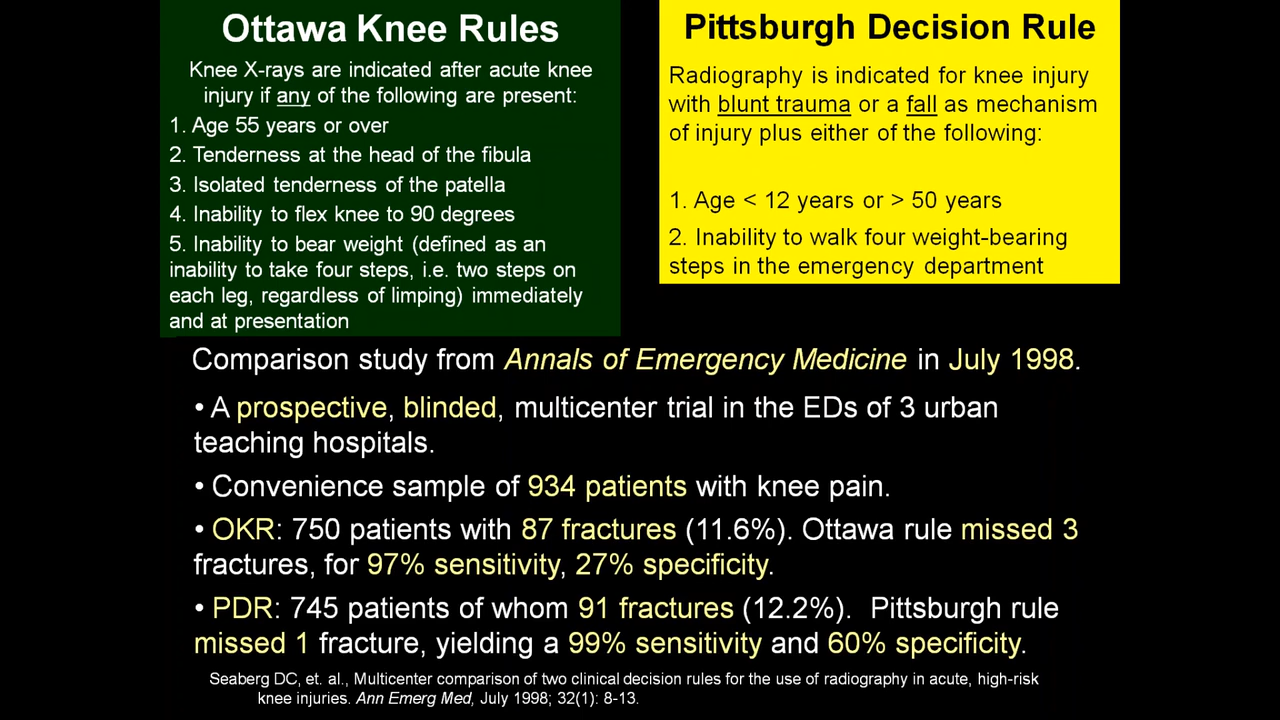 Ottawa Knee Rules
Knee X-rays are indicated after acute knee
injury if any of the following are present:
1. Age 55 years or over
2. Tenderness at the head of the fibula
3. Isolated tenderness of the patella
4. Inability to flex knee to 90 degrees
5. Inability to bear weight (defined as an
inability to take four steps, i.e. two steps on
each leg, regardless of limping) immediately
and at presentation
Pittsburgh Decision Rule
Radiography is indicated for knee injury
with blunt trauma or a fall as mechanism
of injury plus either of the following:
1. Age < 12 years or > 50 years
2. Inability to walk four weight-bearing
steps in the emergency department
Comparison study from Annals of Emergency Medicine in July 1998.
• A prospective, blinded, multicenter trial in the EDs of 3 urban
teaching hospitals.
• Convenience sample of 934 patients with knee pain.
• OKR: 750 patients with 87 fractures (11.6%). Ottawa rule missed 3
fractures, for 97% sensitivity, 27% specificity.
• PDR: 745 patients of whom 91 fractures (12.2%). Pittsburgh rule
missed 1 fracture, yielding a 99% sensitivity and 60% specificity.
Seaberg DC, et. al., Multicenter comparison of two clinical decision rules for the use of radiography in acute, high-risk
knee injuries. Ann Emerg Med, July 1998; 32(1): 8-13.